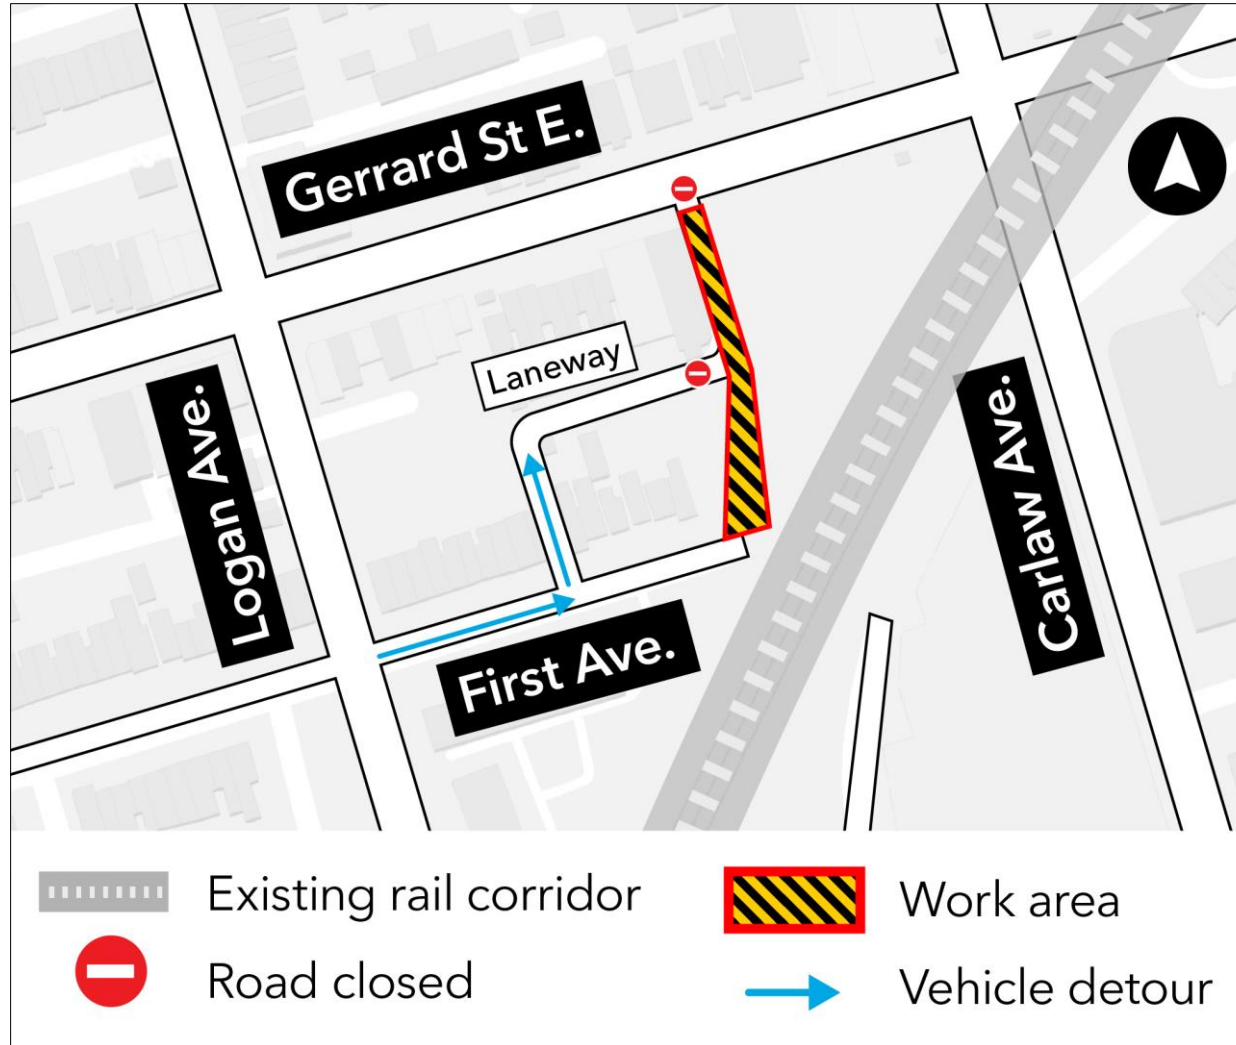 Gerrard St E.
Laneway
Logan Ave.
Carlaw Ave.
First Ave.
Existing rail corridor
Work area
Road closed
Vehicle detour